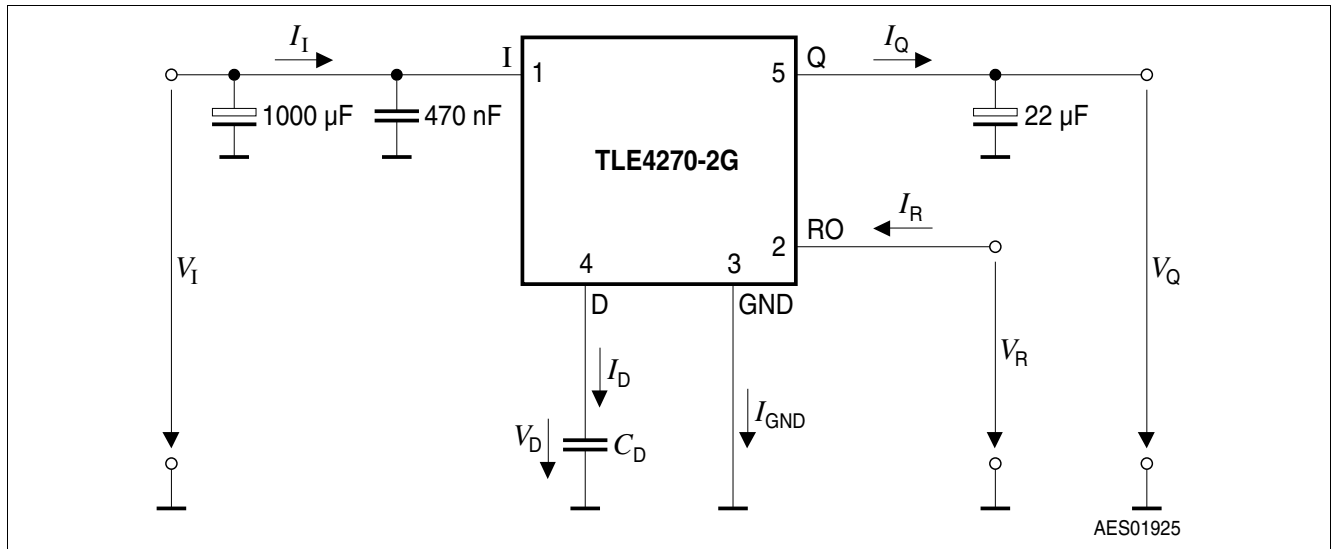 I_I
I
1
5
Q
I_Q
1000 µF
470 nF
22 µF
TLE4270-2G
I_R
RO
2
4
3
D
GND
V_I
V_Q
V_R
I_D
I_GND
V_D
C_D
AES01925